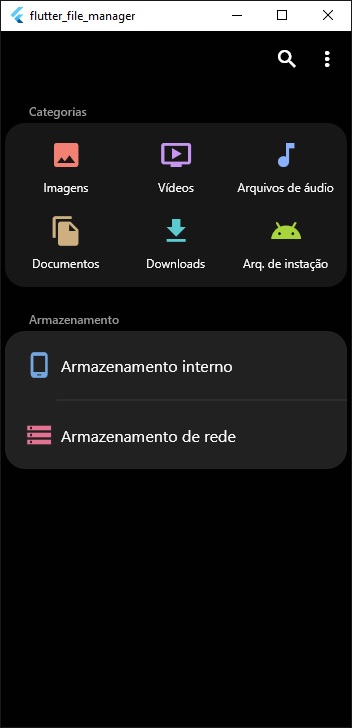 flutter_file_manager
Categorias
Imagens
Vídeos
Arquivos de áudio
Documentos
Downloads
Arq. de instação
Armazenamento
Armazenamento interno
Armazenamento de rede